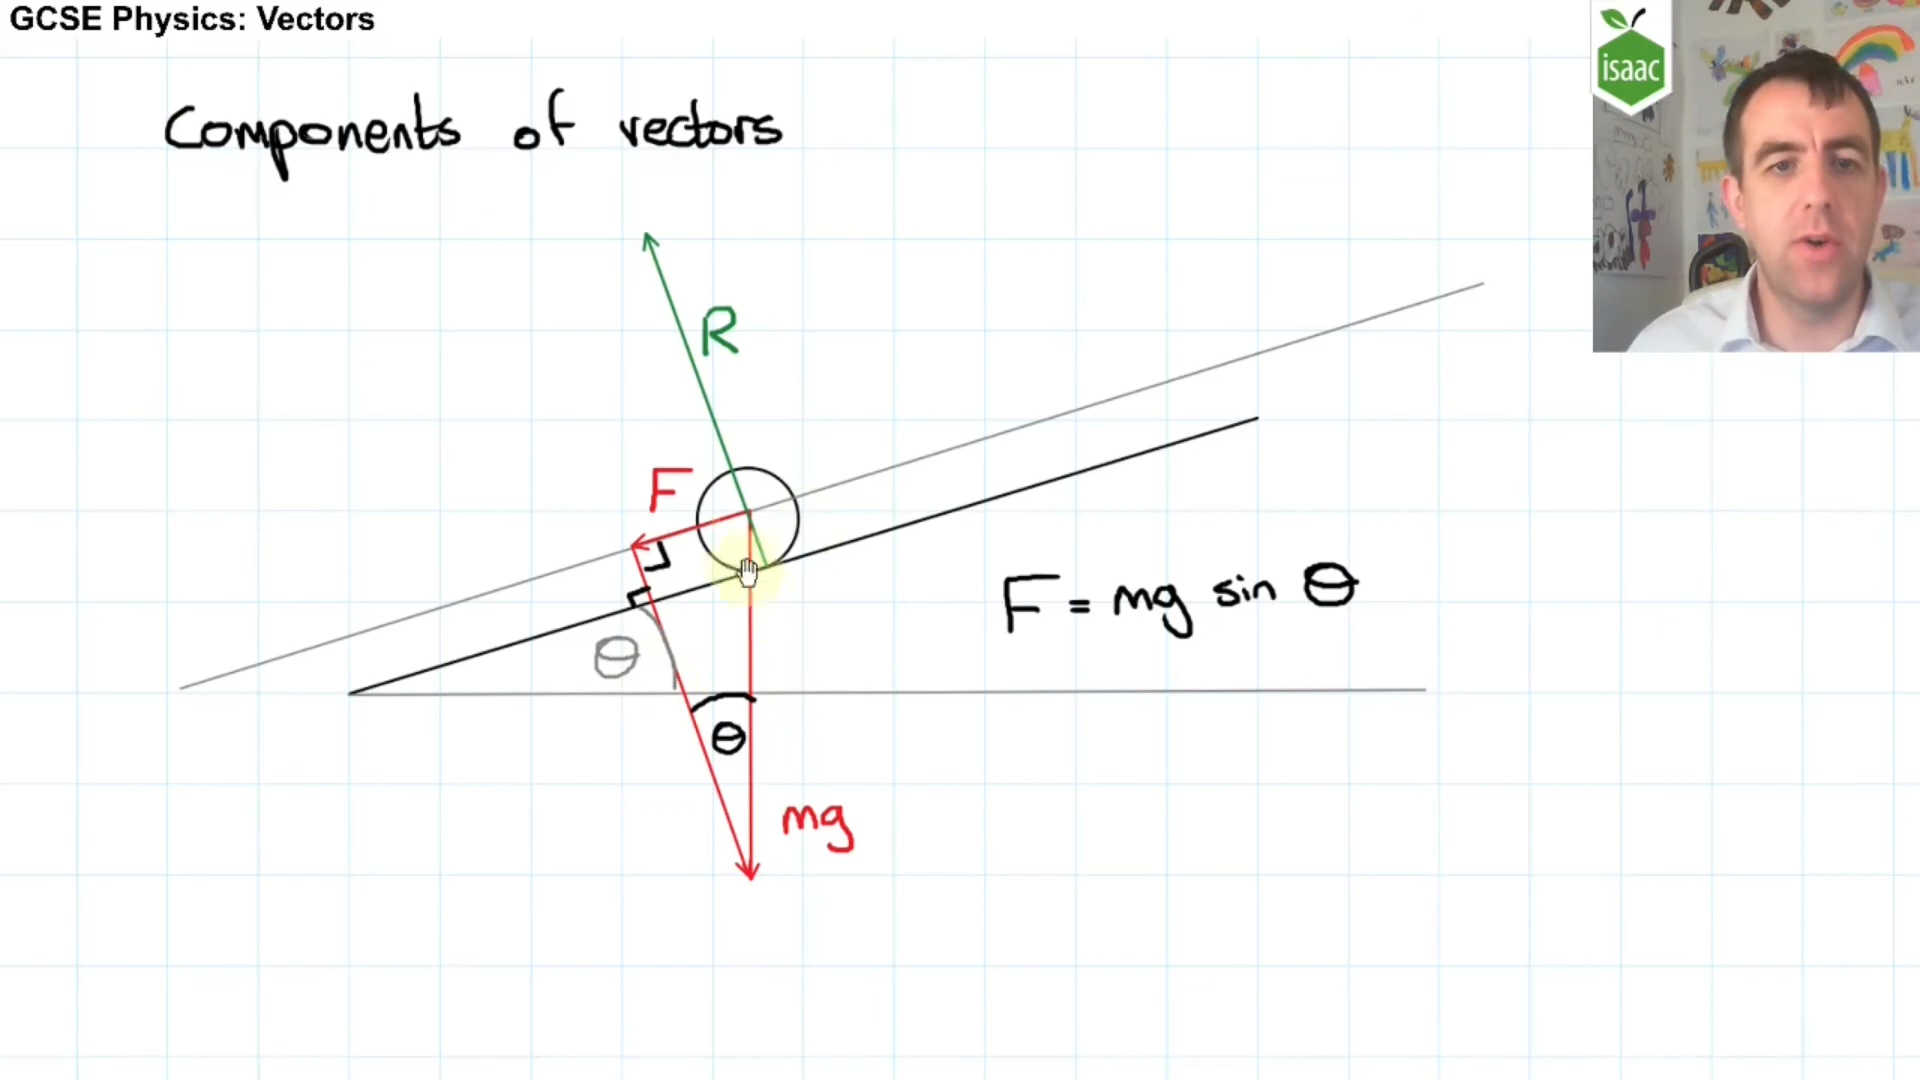 GCSE Physics: Vectors
isaac
Components of vectors
R
F
F = mg sin θ
θ
θ
mg